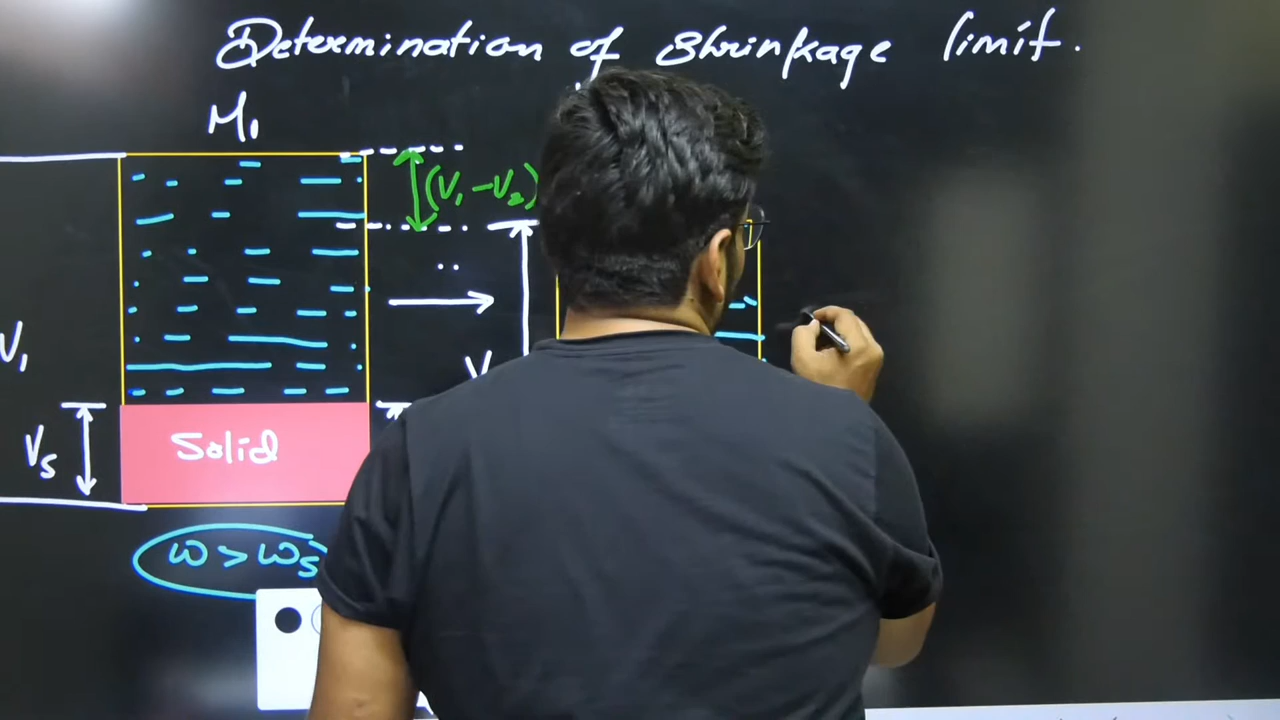 Determination of Shrinkage limit.
M₁
(V₁ - V₂)
V₁
V
Vs
Solid
ω > ωs